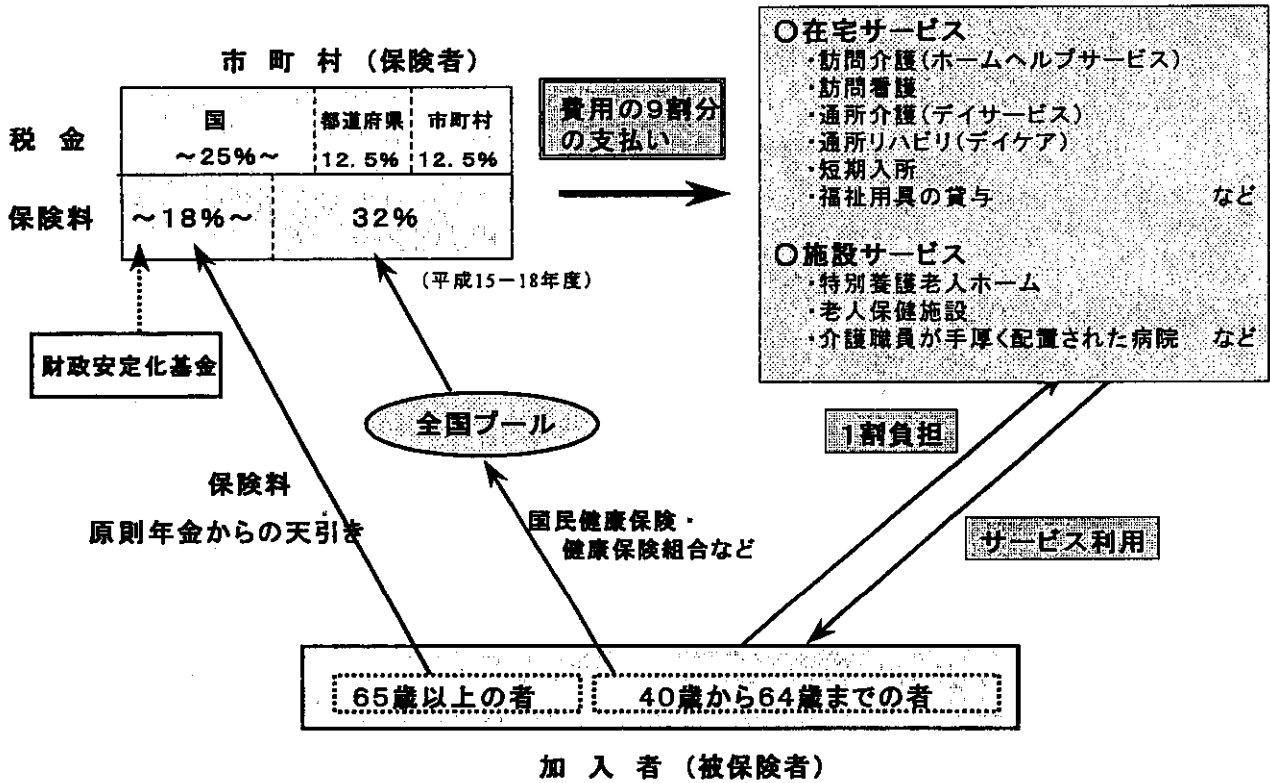 市 町 村 （保険者）
税 金
国
～25%～
都道府県
12.5%
市町村
12.5%
保険料
～18%～
32%
（平成15－18年度）
財政安定化基金
費用の9割分
の支払い
○在宅サービス
・訪問介護（ホームヘルプサービス）
・訪問看護
・通所介護（デイサービス）
・通所リハビリ（デイケア）
・短期入所
・福祉用具の貸与 など
○施設サービス
・特別養護老人ホーム
・老人保健施設
・介護職員が手厚く配置された病院 など
全国プール
1割負担
保険料
原則年金からの天引き
国民健康保険・
健康保険組合など
サービス利用
65歳以上の者
40歳から64歳までの者
加 入 者 （被保険者）